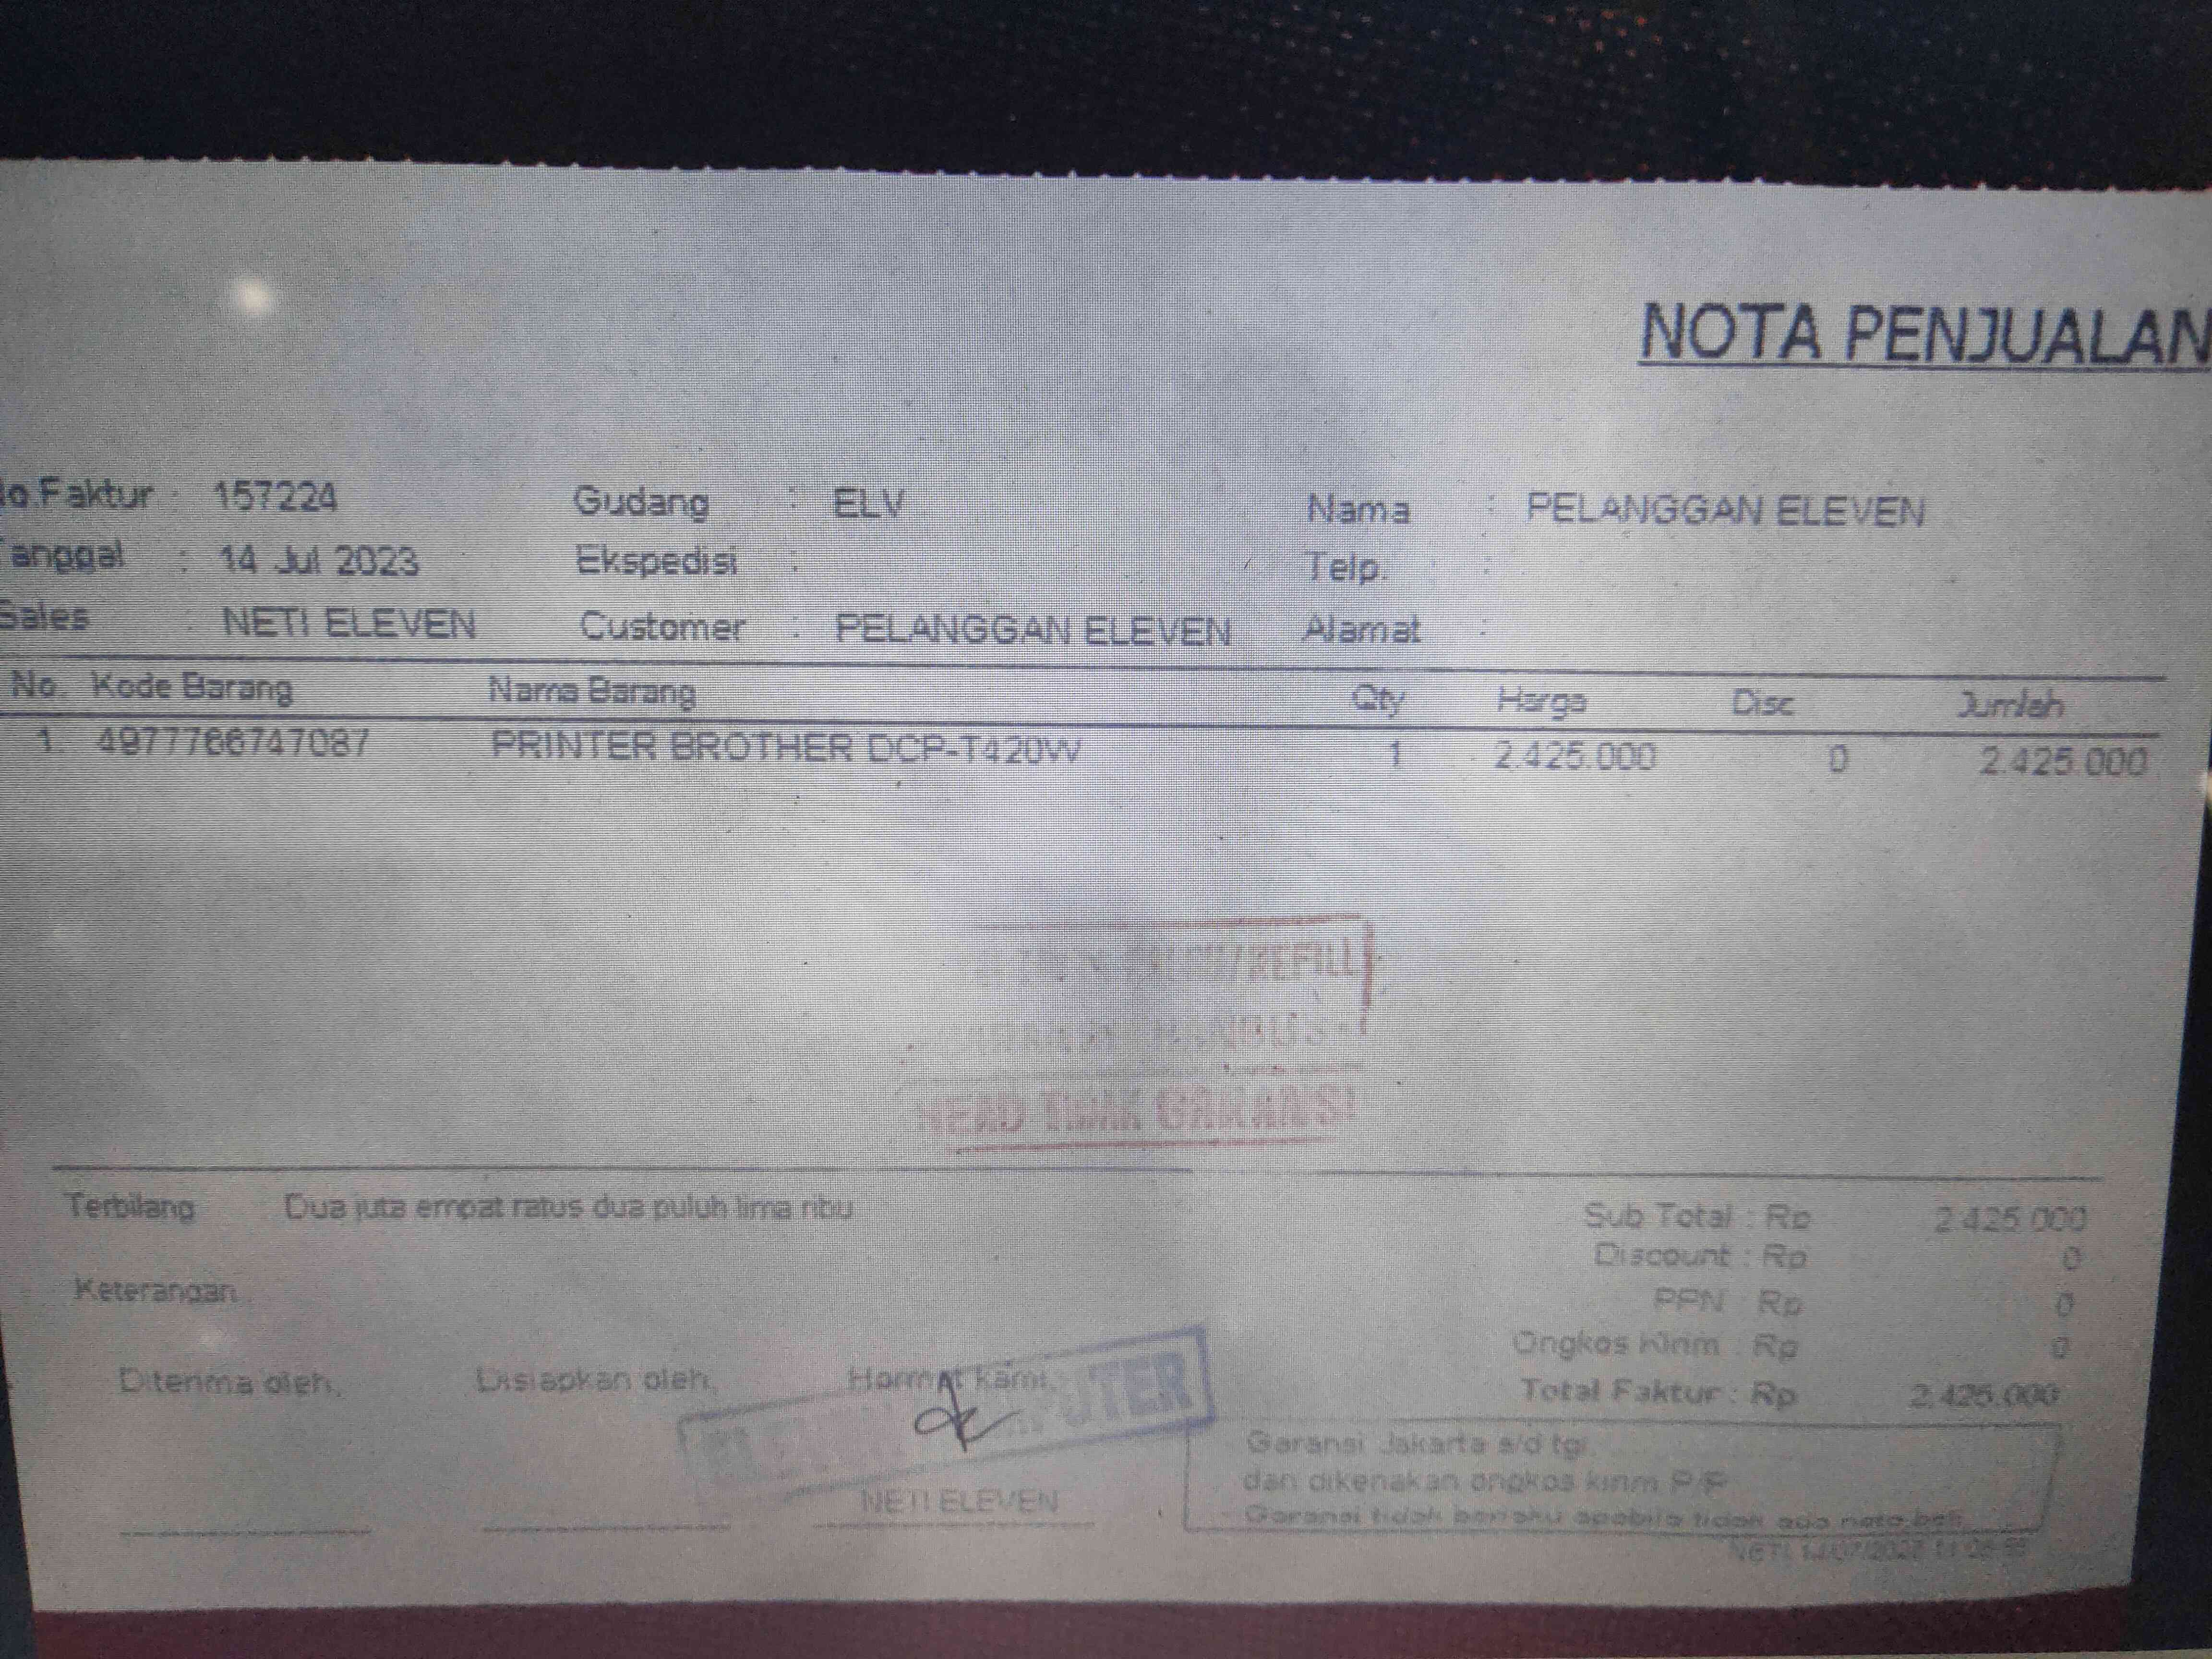 NOTA PENJUALAN
No.Faktur : 157224 Gudang : ELV Nama : PELANGGAN ELEVEN
Tanggal : 14 Jul 2023 Ekspedisi : Telp. :
Sales : NETI ELEVEN Customer : PELANGGAN ELEVEN Alamat :
No. Kode Barang Nama Barang Qty Harga Disc Jumlah
1. 4977766747087 PRINTER BROTHER DCP-T420W 1 2.425.000 0 2.425.000
/REFILL
HEAD TIDAK GARANSI
Terbilang Dua juta empat ratus dua puluh lima ribu Sub Total : Rp 2.425.000
Discount : Rp 0
Keterangan PPN : Rp 0
Ongkos Kirim : Rp 0
Diterima oleh, Disiapkan oleh, Hormat kami, Total Faktur : Rp 2.425.000
Garansi Jakarta s/d tgl.
dan dikenakan ongkos kirim P/P
NETI ELEVEN Garansi tidak berlaku apabila tidak ada nota beli